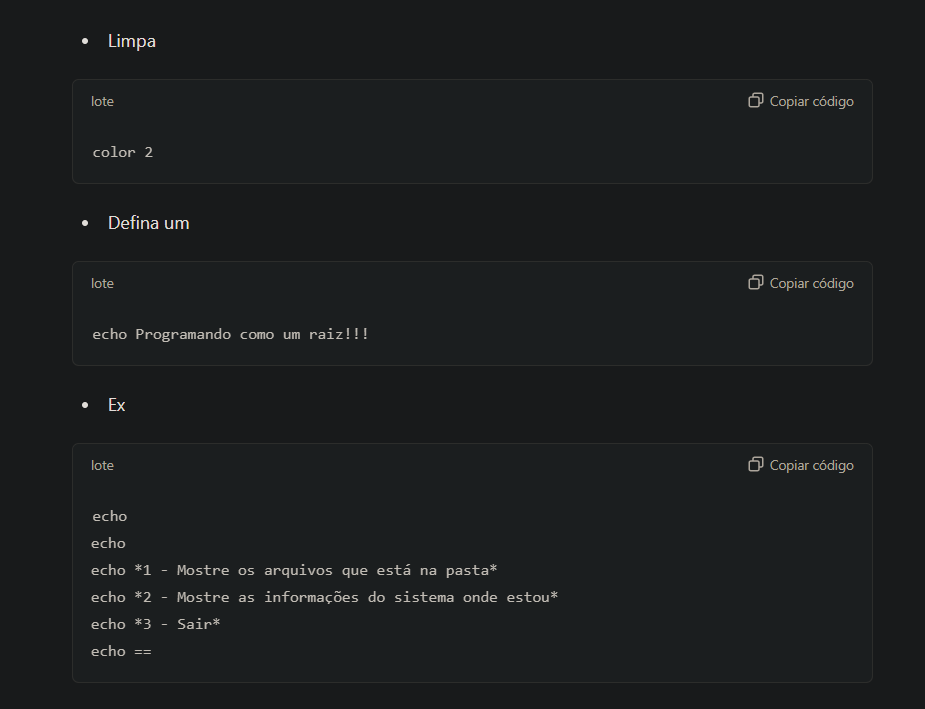 Limpa
lote
Copiar código
color 2
Defina um
lote
Copiar código
echo Programando como um raiz!!!
Ex
lote
Copiar código
echo
echo
echo *1 - Mostre os arquivos que está na pasta*
echo *2 - Mostre as informações do sistema onde estou*
echo *3 - Sair*
echo ==